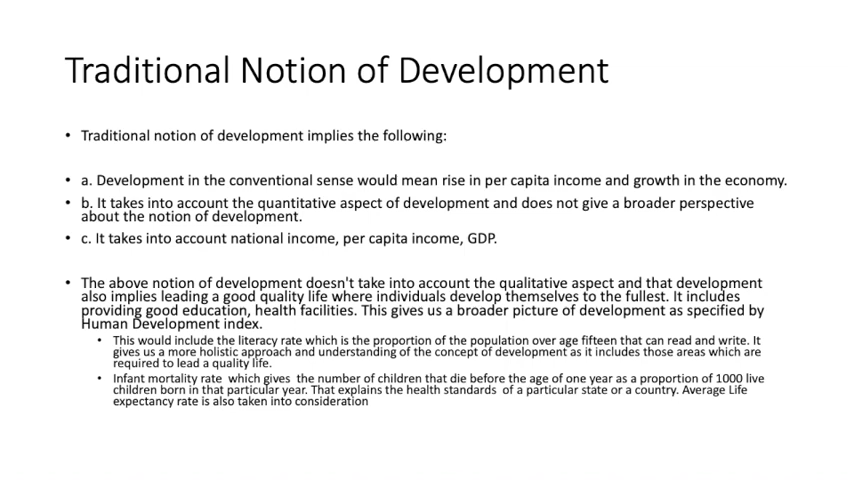 Traditional Notion of Development
• Traditional notion of development implies the following:
• a. Development in the conventional sense would mean rise in per capita income and growth in the economy.
• b. It takes into account the quantitative aspect of development and does not give a broader perspective
about the notion of development.
• c. It takes into account national income, per capita income, GDP.
• The above notion of development doesn't take into account the qualitative aspect and that development
also implies leading a good quality life where individuals develop themselves to the fullest. It includes
providing good education, health facilities. This gives us a broader picture of development as specified by
Human Development index.
• This would include the literacy rate which is the proportion of the population over age fifteen that can read and write. It
gives us a more holistic approach and understanding of the concept of development as it includes those areas which are
required to lead a quality life.
• Infant mortality rate which gives the number of children that die before the age of one year as a proportion of 1000 live
children born in that particular year. That explains the health standards of a particular state or a country. Average Life
expectancy rate is also taken into consideration